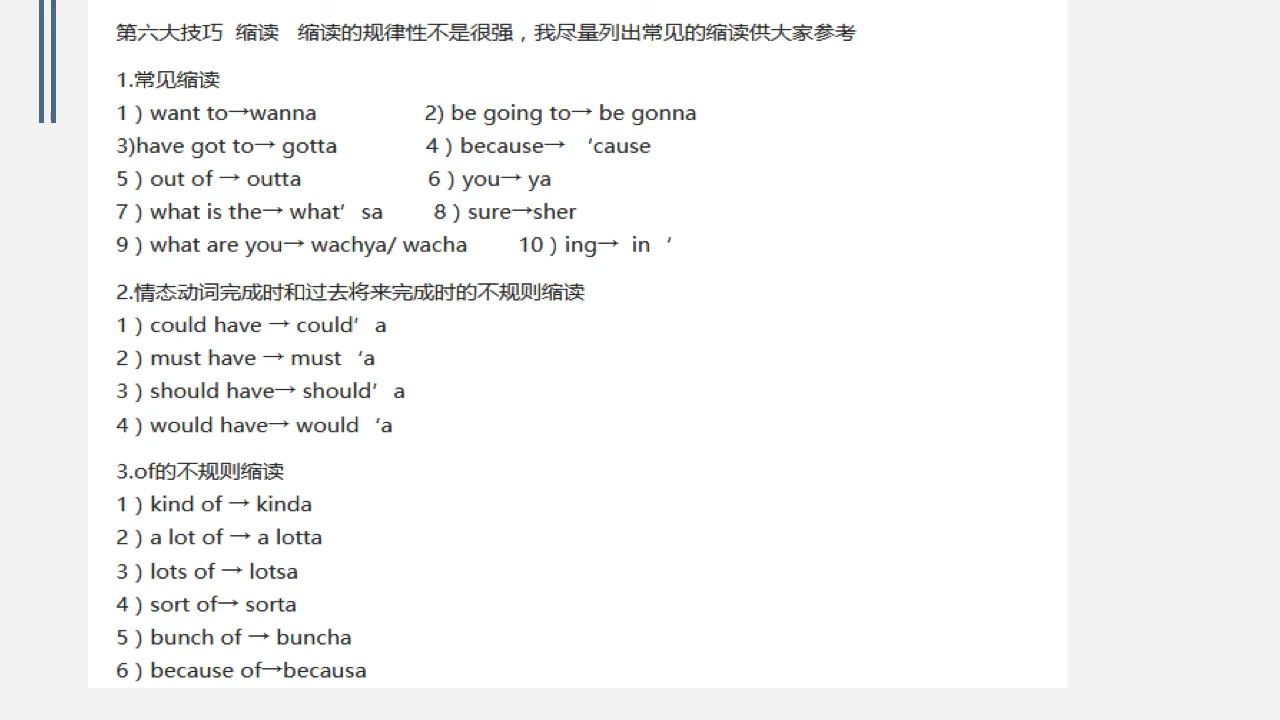 第六大技巧 缩读 缩读的规律性不是很强，我尽量列出常见的缩读供大家参考
1.常见缩读
1）want to→wanna 2) be going to→ be gonna
3)have got to→ gotta 4）because→ ‘cause
5）out of → outta 6）you→ ya
7）what is the→ what’ sa 8）sure→sher
9）what are you→ wachya/ wacha 10）ing→ in ‘
2.情态动词完成时和过去将来完成时的不规则缩读
1）could have → could’ a
2）must have → must ‘a
3）should have→ should’ a
4）would have→ would ‘a
3.of的不规则缩读
1）kind of → kinda
2）a lot of → a lotta
3）lots of → lotsa
4）sort of→ sorta
5）bunch of → buncha
6）because of→becausa